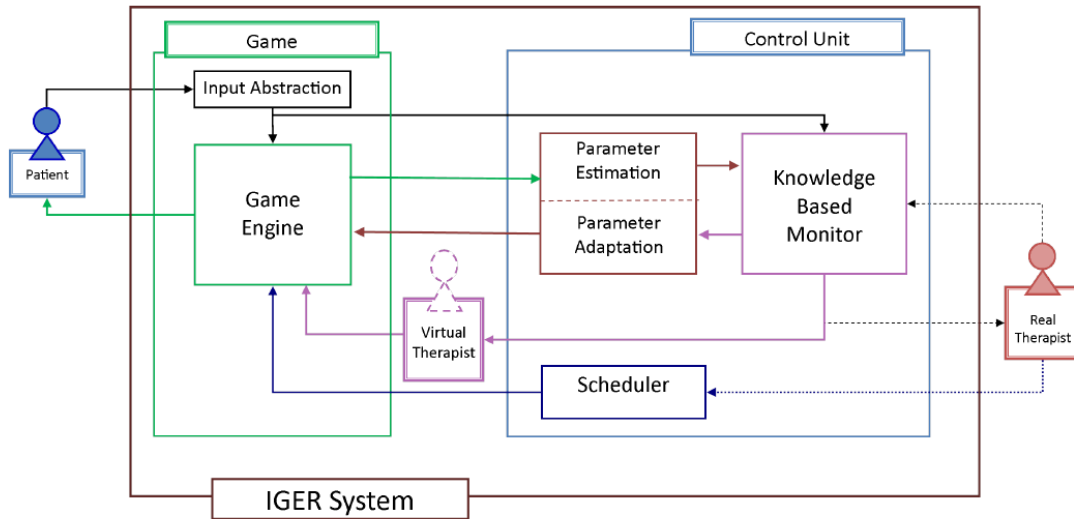 Game
Control Unit
Input Abstraction
Patient
Game
Engine
Parameter
Estimation
Parameter
Adaptation
Knowledge
Based
Monitor
Virtual
Therapist
Real
Therapist
Scheduler
IGER System